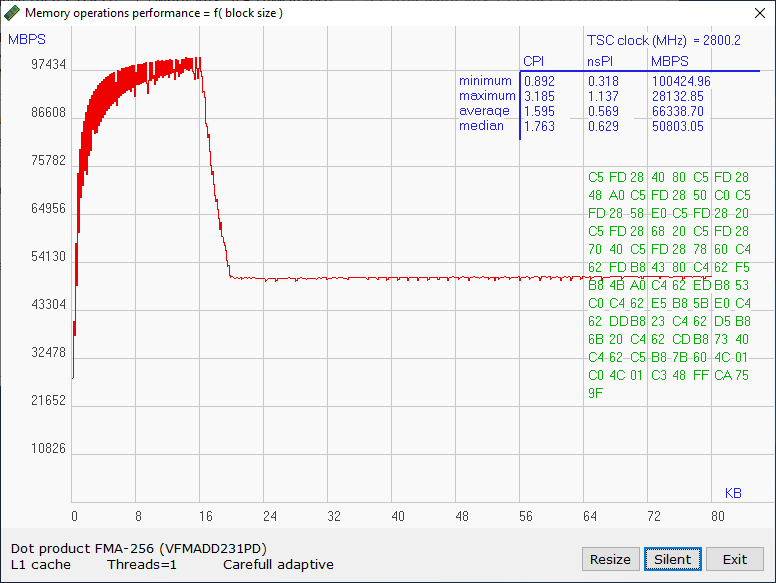 Memory operations performance = f( block size )
MBPS
TSC clock (MHz) = 2800.2
CPI nsPI MBPS
minimum 0.892 0.318 100424.96
maximum 3.185 1.137 28132.85
average 1.595 0.569 66338.70
median 1.763 0.629 50803.05
97434
86608
75782
64956
54130
43304
32478
21652
10826
C5 FD 28 40 80 C5 FD 28
48 A0 C5 FD 28 50 C0 C5
FD 28 58 E0 C5 FD 28 20
C5 FD 28 68 20 C5 FD 28
70 40 C5 FD 28 78 60 C4
62 FD B8 43 80 C4 62 F5
B8 4B A0 C4 62 ED B8 53
C0 C4 62 E5 B8 5B E0 C4
62 DD B8 23 C4 62 D5 B8
6B 20 C4 62 CD B8 73 40
C4 62 C5 B8 7B 60 4C 01
C0 4C 01 C3 48 FF CA 75
9F
KB
0 8 16 24 32 40 48 56 64 72 80
Dot product FMA-256 (VFMADD231PD)
L1 cache Threads=1 Carefull adaptive
Resize Silent Exit